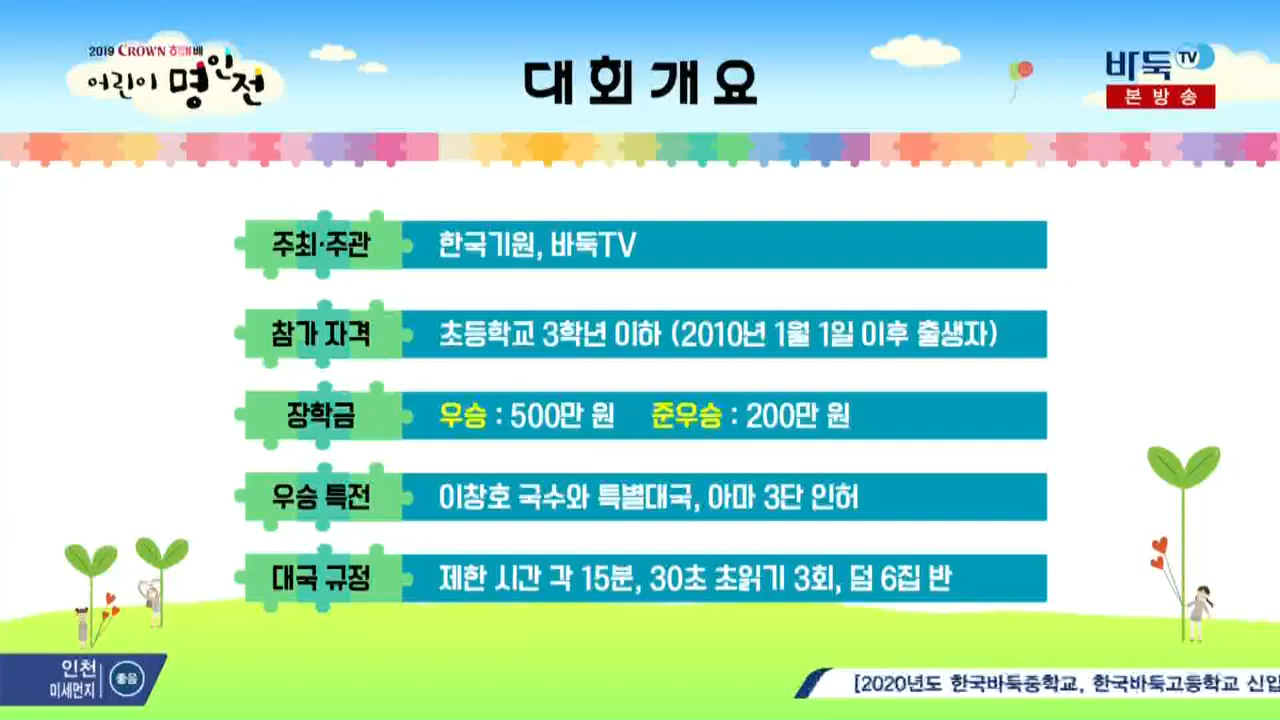 2019 CROWN 해태배
어린이 명인전
대회개요
바둑TV
본방송
주최·주관 한국기원, 바둑TV
참가 자격 초등학교 3학년 이하 (2010년 1월 1일 이후 출생자)
장학금 우승 : 500만 원 준우승 : 200만 원
우승 특전 이창호 국수와 특별대국, 아마 3단 인허
대국 규정 제한 시간 각 15분, 30초 초읽기 3회, 덤 6집 반
인천
미세먼지 좋음
[2020년도 한국바둑중학교, 한국바둑고등학교 신입